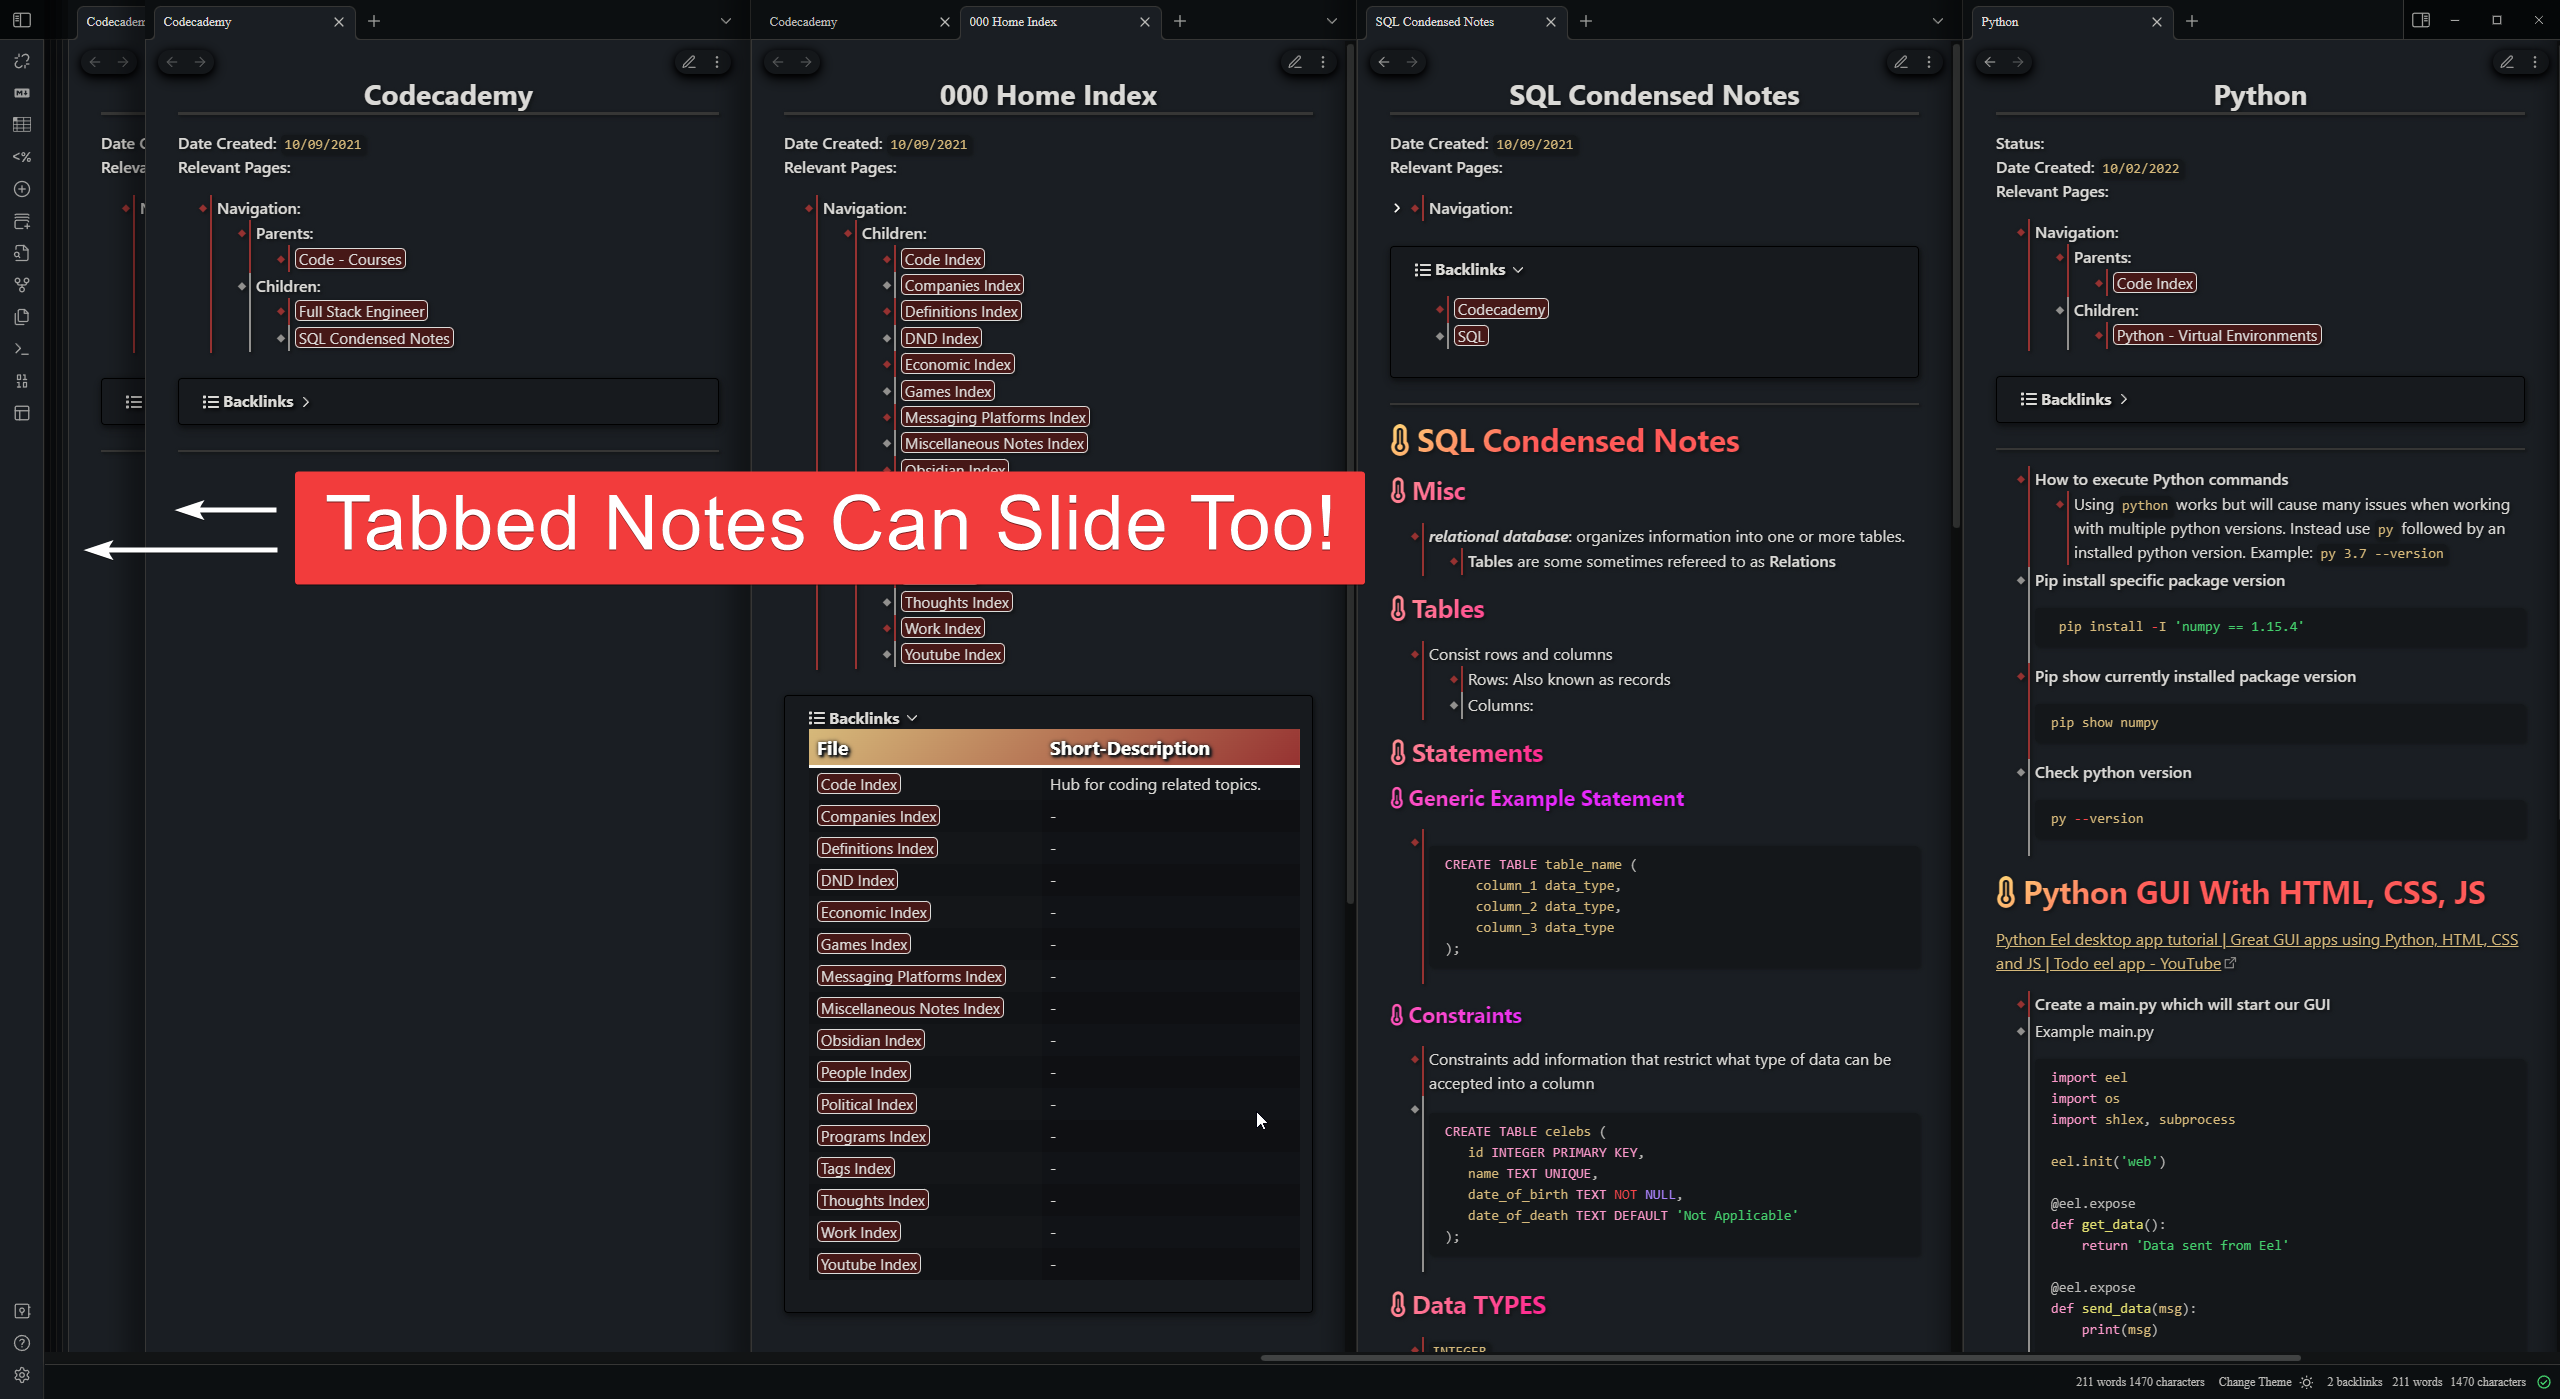 Codecadem
Codecademy
Codecademy
000 Home Index
SQL Condensed Notes
Python
Date C
Releva
N
Codecademy
Date Created: 10/09/2021
Relevant Pages:
Navigation:
Parents:
Code - Courses
Children:
Full Stack Engineer
SQL Condensed Notes
Backlinks
Tabbed Notes Can Slide Too!
000 Home Index
Date Created: 10/09/2021
Relevant Pages:
Navigation:
Children:
Code Index
Companies Index
Definitions Index
DND Index
Economic Index
Games Index
Messaging Platforms Index
Miscellaneous Notes Index
Obsidian Index
Thoughts Index
Work Index
Youtube Index
Backlinks
File Short-Description
Code Index Hub for coding related topics.
Companies Index -
Definitions Index -
DND Index -
Economic Index -
Games Index -
Messaging Platforms Index -
Miscellaneous Notes Index -
Obsidian Index -
People Index -
Political Index -
Programs Index -
Tags Index -
Thoughts Index -
Work Index -
Youtube Index -
SQL Condensed Notes
Date Created: 10/09/2021
Relevant Pages:
Navigation:
Backlinks
Codecademy
SQL
SQL Condensed Notes
Misc
relational database: organizes information into one or more tables.
Tables are some sometimes refereed to as Relations
Tables
Consist rows and columns
Rows: Also known as records
Columns:
Statements
Generic Example Statement
CREATE TABLE table_name (
column_1 data_type,
column_2 data_type,
column_3 data_type
);
Constraints
Constraints add information that restrict what type of data can be
accepted into a column
CREATE TABLE celebs (
id INTEGER PRIMARY KEY,
name TEXT UNIQUE,
date_of_birth TEXT NOT NULL,
date_of_death TEXT DEFAULT 'Not Applicable'
);
Data TYPES
INTEGER
Python
Status:
Date Created: 10/02/2022
Relevant Pages:
Navigation:
Parents:
Code Index
Children:
Python - Virtual Environments
Backlinks
How to execute Python commands
Using python works but will cause many issues when working
with multiple python versions. Instead use py followed by an
installed python version. Example: py 3.7 --version
Pip install specific package version
pip install -I 'numpy == 1.15.4'
Pip show currently installed package version
pip show numpy
Check python version
py --version
Python GUI With HTML, CSS, JS
Python Eel desktop app tutorial | Great GUI apps using Python, HTML, CSS
and JS | Todo eel app - YouTube
Create a main.py which will start our GUI
Example main.py
import eel
import os
import shlex, subprocess
eel.init('web')
@eel.expose
def get_data():
return 'Data sent from Eel'
@eel.expose
def send_data(msg):
print(msg)
211 words 1470 characters Change Theme 2 backlinks 211 words 1470 characters